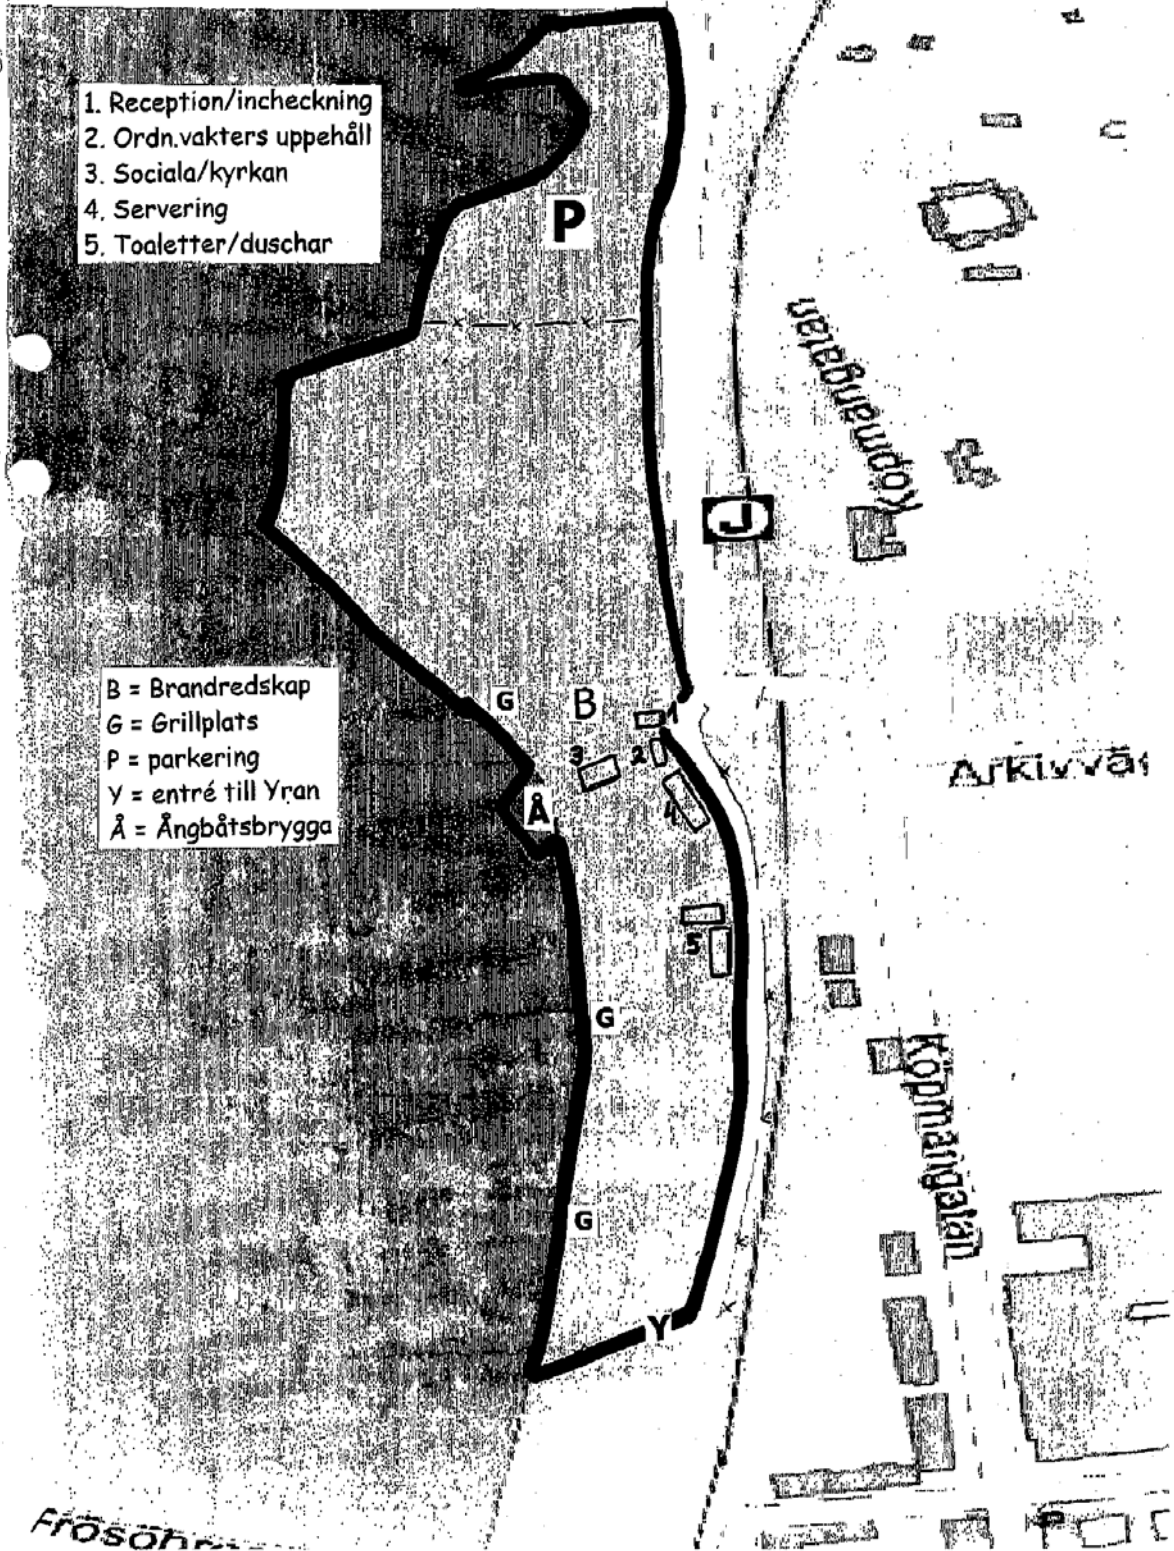 1. Reception/incheckning
2. Ordn.vakters uppehåll
3. Sociala/kyrkan
4. Servering
5. Toaletter/duschar
P
Köpmangatan
J
B = Brandredskap
G = Grillplats
P = parkering
Y = entré till Yran
Å = Ångbåtsbrygga
G
B
1
2
3
4
Å
Arkivvä
5
G
Köpmangatan
G
Y
P